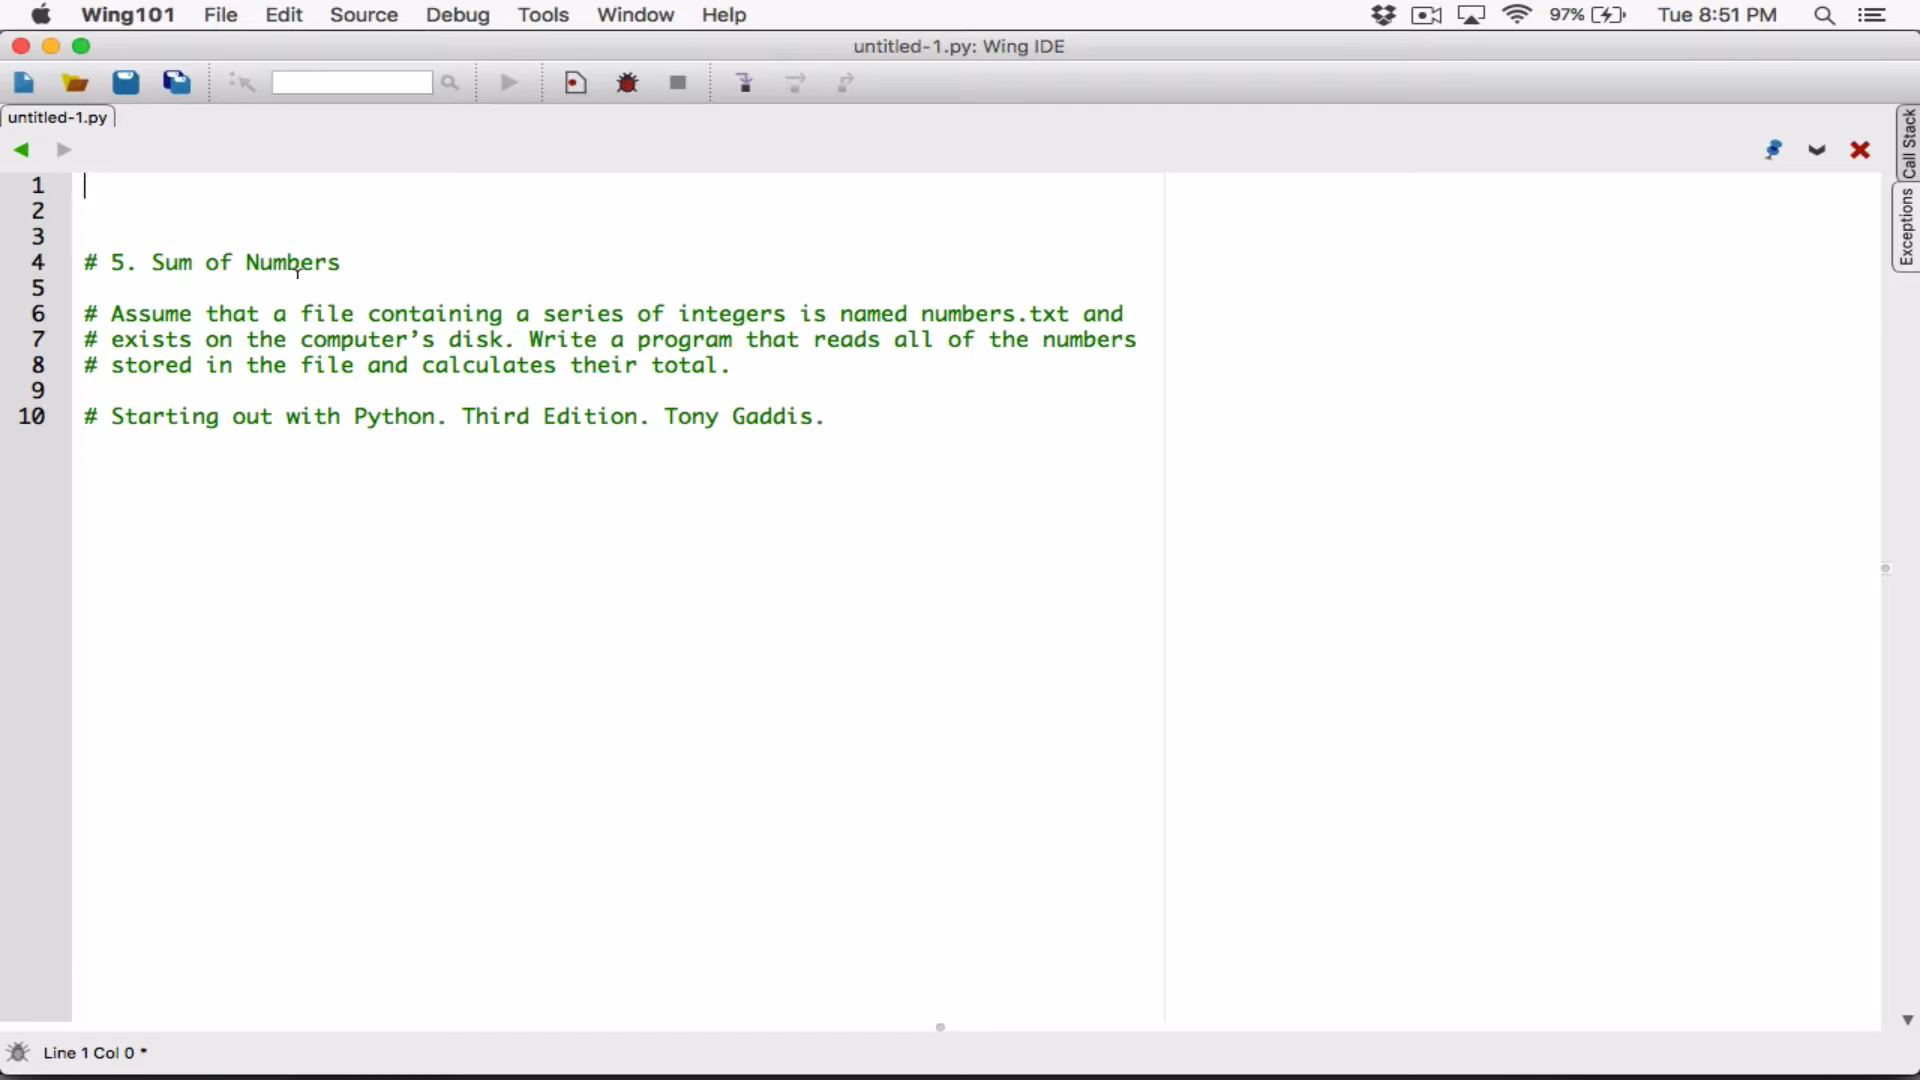 Wing101 File Edit Source Debug Tools Window Help 97% Tue 8:51 PM
untitled-1.py: Wing IDE
untitled-1.py
Call Stack
Exceptions
1
2
3
4 # 5. Sum of Numbers
5
6 # Assume that a file containing a series of integers is named numbers.txt and
7 # exists on the computer’s disk. Write a program that reads all of the numbers
8 # stored in the file and calculates their total.
9
10 # Starting out with Python. Third Edition. Tony Gaddis.
Line 1 Col 0 *